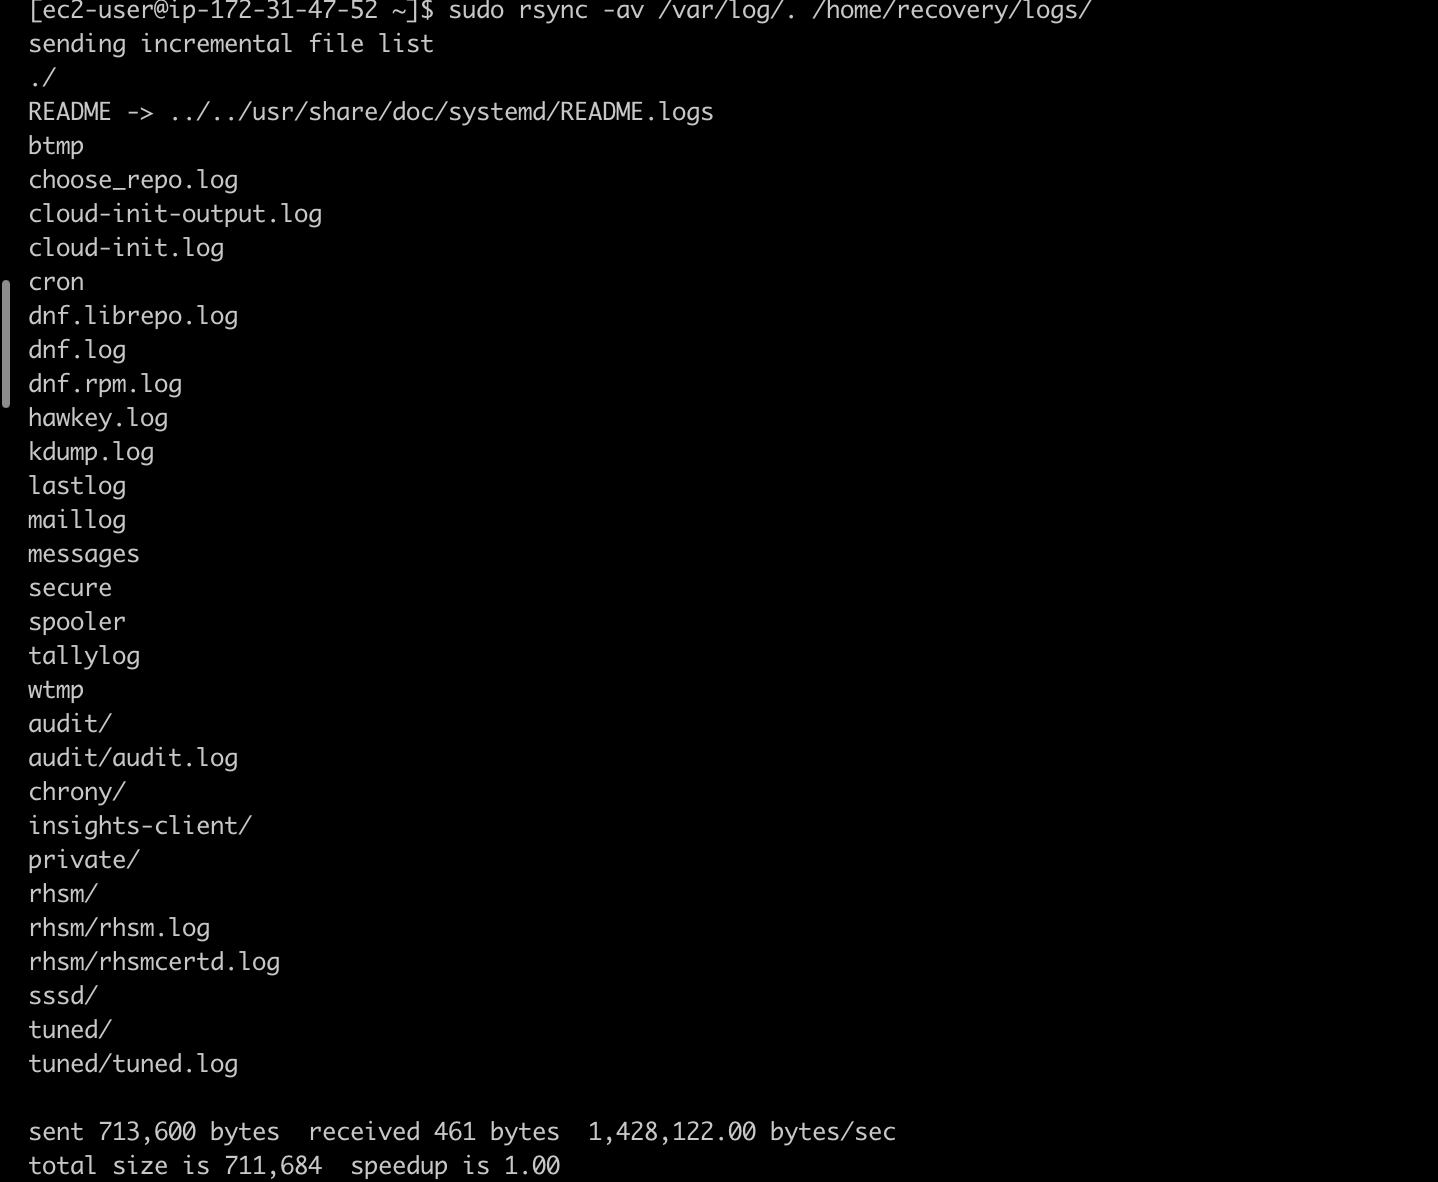 [ec2-user@ip-172-31-47-52 ~]$ sudo rsync -av /var/log/. /home/recovery/logs/
sending incremental file list
./
README -> ../../usr/share/doc/systemd/README.logs
btmp
choose_repo.log
cloud-init-output.log
cloud-init.log
cron
dnf.librepo.log
dnf.log
dnf.rpm.log
hawkey.log
kdump.log
lastlog
maillog
messages
secure
spooler
tallylog
wtmp
audit/
audit/audit.log
chrony/
insights-client/
private/
rhsm/
rhsm/rhsm.log
rhsm/rhsmcertd.log
sssd/
tuned/
tuned/tuned.log

sent 713,600 bytes  received 461 bytes  1,428,122.00 bytes/sec
total size is 711,684  speedup is 1.00